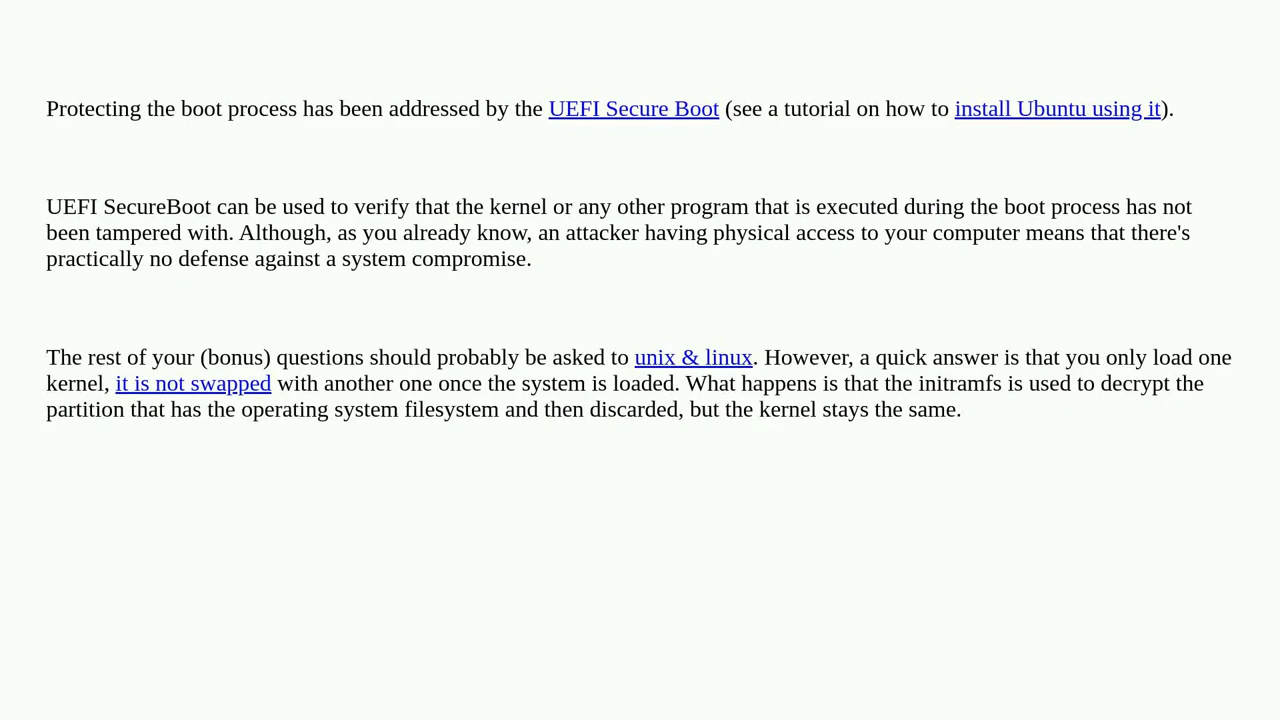 Protecting the boot process has been addressed by the UEFI Secure Boot (see a tutorial on how to install Ubuntu using it).
UEFI SecureBoot can be used to verify that the kernel or any other program that is executed during the boot process has not
been tampered with. Although, as you already know, an attacker having physical access to your computer means that there's
practically no defense against a system compromise.
The rest of your (bonus) questions should probably be asked to unix & linux. However, a quick answer is that you only load one
kernel, it is not swapped with another one once the system is loaded. What happens is that the initramfs is used to decrypt the
partition that has the operating system filesystem and then discarded, but the kernel stays the same.